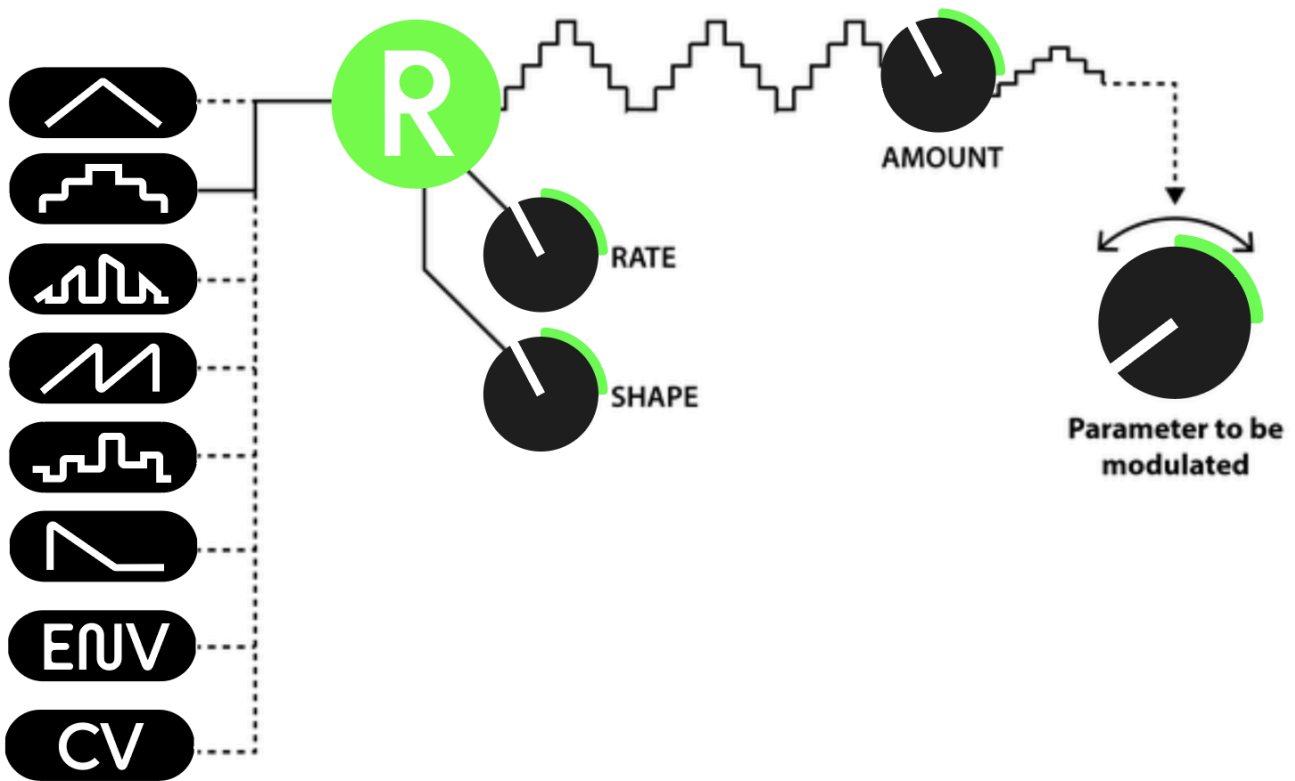 R
AMOUNT
RATE
SHAPE
Parameter to be
modulated
ENV
CV